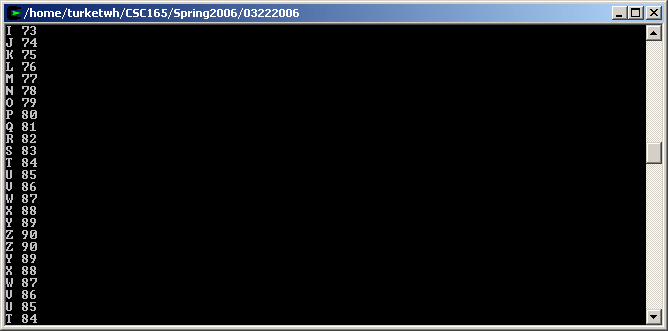 /home/turketwh/CSC165/Spring2006/03222006
I 73
J 74
K 75
L 76
M 77
N 78
O 79
P 80
Q 81
R 82
S 83
T 84
U 85
V 86
W 87
X 88
Y 89
Z 90
Z 90
Y 89
X 88
W 87
V 86
U 85
T 84